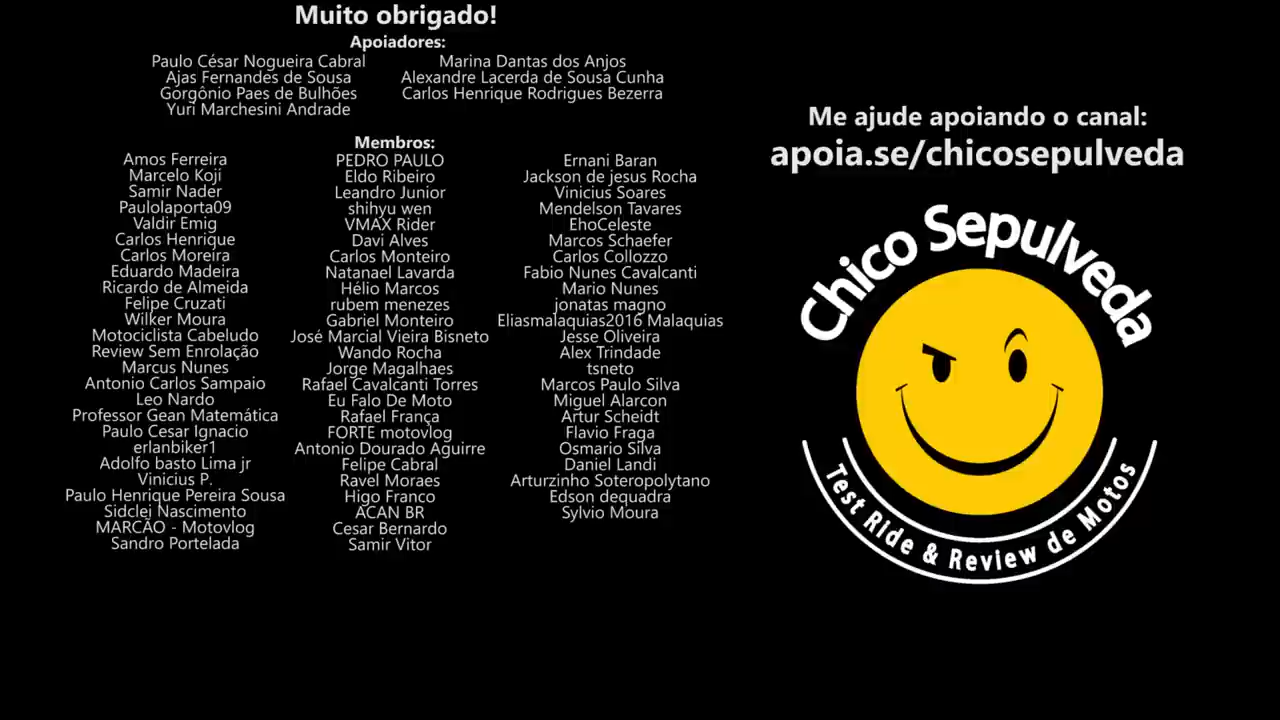 Muito obrigado!
Apoiadores:
Paulo César Nogueira Cabral
Ajas Fernandes de Sousa
Gorgônio Paes de Bulhões
Yuri Marchesini Andrade
Marina Dantas dos Anjos
Alexandre Lacerda de Sousa Cunha
Carlos Henrique Rodrigues Bezerra
Membros:
Amos Ferreira
Marcelo Koji
Samir Nader
Paulolaporta09
Valdir Emig
Carlos Henrique
Carlos Moreira
Eduardo Madeira
Ricardo de Almeida
Felipe Cruzati
Wilker Moura
Motociclista Cabeludo
Review Sem Enrolação
Marcus Nunes
Antonio Carlos Sampaio
Leo Nardo
Professor Gean Matemática
Paulo Cesar Ignacio
erlanbiker1
Adolfo basto Lima jr
Vinicius P.
Paulo Henrique Pereira Sousa
Sidclei Nascimento
MARCÃO - Motovlog
Sandro Portelada
PEDRO PAULO
Eldo Ribeiro
Leandro Junior
shihyu wen
VMAX Rider
Davi Alves
Carlos Monteiro
Natanael Lavarda
Hélio Marcos
rubem menezes
Gabriel Monteiro
José Marcial Vieira Bisneto
Wando Rocha
Jorge Magalhaes
Rafael Cavalcanti Torres
Eu Falo De Moto
Rafael França
FORTE motovlog
Antonio Dourado Aguirre
Felipe Cabral
Ravel Moraes
Higo Franco
ACAN BR
Cesar Bernardo
Samir Vitor
Ernani Baran
Jackson de jesus Rocha
Vinicius Soares
Mendelson Tavares
EhoCeleste
Marcos Schaefer
Carlos Collozzo
Fabio Nunes Cavalcanti
Mario Nunes
jonatas magno
Eliasmalaquias2016 Malaquias
Jesse Oliveira
Alex Trindade
tsneto
Marcos Paulo Silva
Miguel Alarcon
Artur Scheidt
Flavio Fraga
Osmario Silva
Daniel Landi
Arturzinho Soteropolytano
Edson dequadra
Sylvio Moura
Me ajude apoiando o canal:
apoia.se/chicosepulveda
Chico Sepulveda
Test Ride & Review de Motos